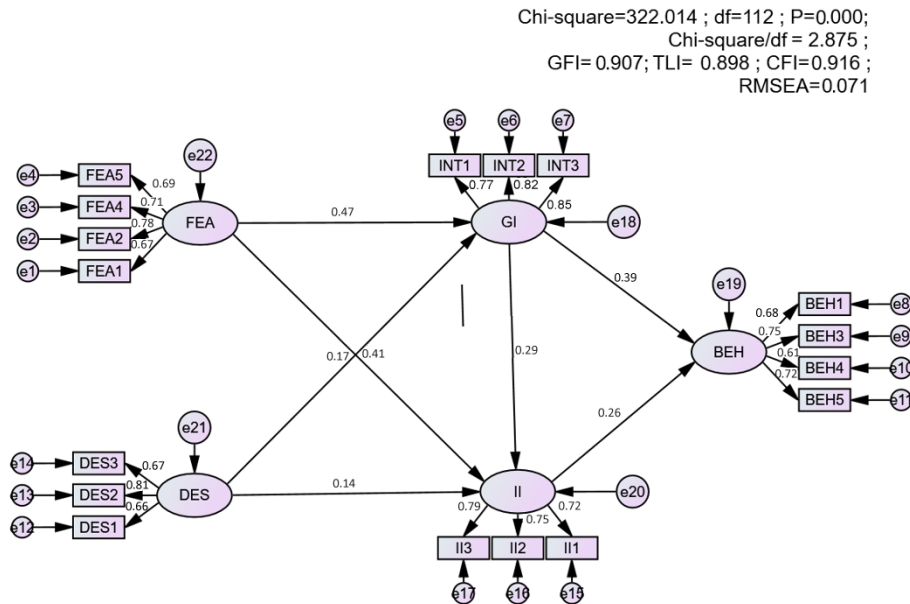 Chi-square=322.014 ; df=112 ; P=0.000;
Chi-square/df = 2.875 ;
GFI= 0.907; TLI= 0.898 ; CFI=0.916 ;
RMSEA=0.071
e5 e6 e7
e22
INT1 INT2 INT3
e4 FEA5 0.69
0.77 0.82 0.85
e3 FEA4 0.71
FEA 0.47 GI e18
e2 FEA2 0.78
e1 FEA1 0.67
0.39
e19
0.68 BEH1 e8
0.75 BEH3 e9
0.17 0.41 0.29 BEH
0.61 BEH4 e10
0.72 BEH5 e11
0.26
e21
e14 DES3 0.67
e13 DES2 0.81 DES 0.14 II e20
e12 DES1 0.66
0.79 0.75 0.72
II3 II2 II1
e17 e16 e15